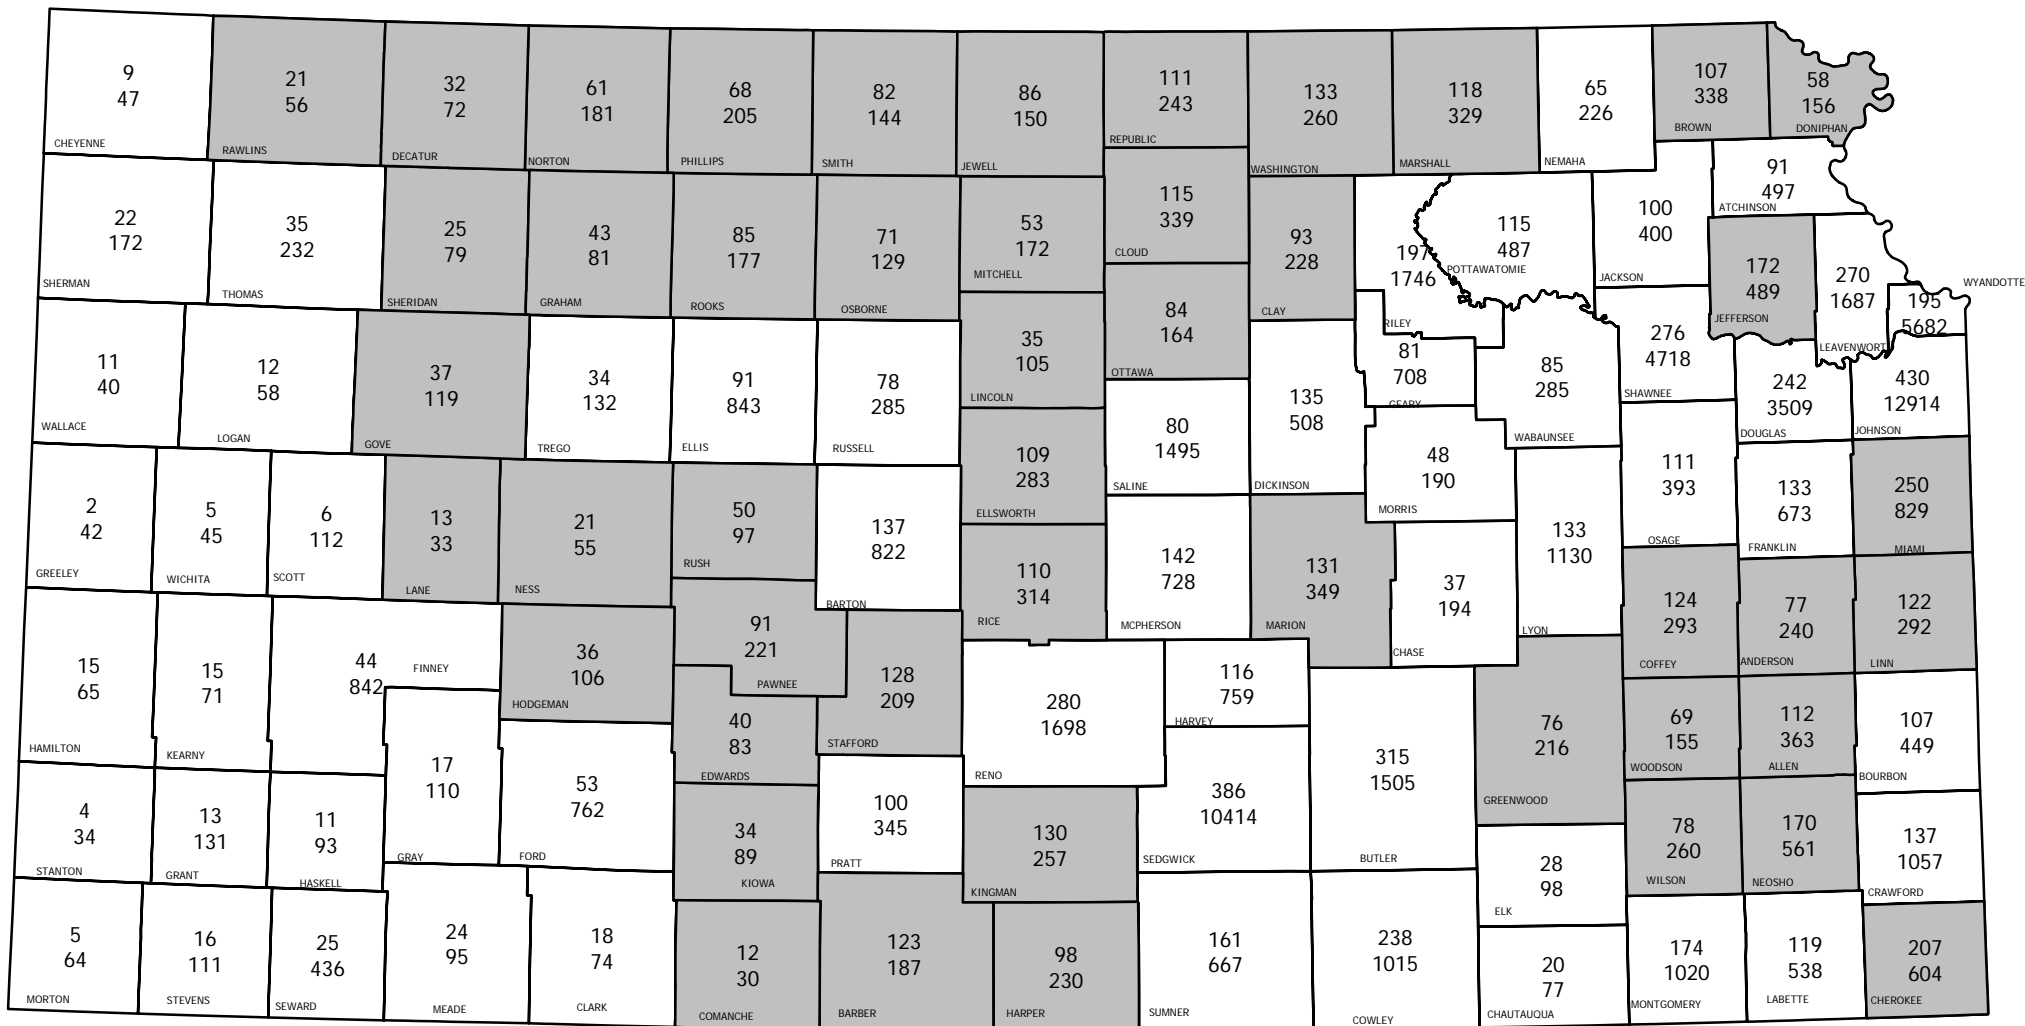 9
47
CHEYENNE
21
56
RAWLINS
32
72
DECATUR
61
181
NORTON
68
205
PHILLIPS
82
144
SMITH
86
150
JEWELL
111
243
REPUBLIC
133
260
WASHINGTON
118
329
MARSHALL
65
226
NEMAHA
107
338
BROWN
58
156
DONIPHAN
22
172
SHERMAN
35
232
THOMAS
25
79
SHERIDAN
43
81
GRAHAM
85
177
ROOKS
71
129
OSBORNE
53
172
MITCHELL
115
339
CLOUD
93
228
CLAY
197
1746
RILEY
115
487
POTTAWATOMIE
100
400
JACKSON
91
497
ATCHINSON
172
489
JEFFERSON
270
1687
LEAVENWORT
195
5682
WYANDOTTE
11
40
WALLACE
12
58
LOGAN
37
119
GOVE
34
132
TREGO
91
843
ELLIS
78
285
RUSSELL
35
105
LINCOLN
84
164
OTTAWA
135
508
DICKINSON
81
708
GEARY
85
285
WABAUNSEE
276
4718
SHAWNEE
242
3509
DOUGLAS
430
12914
JOHNSON
2
42
GREELEY
5
45
WICHITA
6
112
SCOTT
13
33
LANE
21
55
NESS
50
97
RUSH
137
822
BARTON
109
283
ELLSWORTH
80
1495
SALINE
48
190
MORRIS
133
1130
LYON
111
393
OSAGE
133
673
FRANKLIN
250
829
MIAMI
15
65
HAMILTON
15
71
KEARNY
44
842
FINNEY
36
106
HODGEMAN
91
221
PAWNEE
128
209
STAFFORD
110
314
RICE
142
728
MCPHERSON
131
349
MARION
37
194
CHASE
124
293
COFFEY
77
240
ANDERSON
122
292
LINN
17
110
GRAY
53
762
FORD
40
83
EDWARDS
280
1698
RENO
116
759
HARVEY
315
1505
BUTLER
76
216
GREENWOOD
69
155
WOODSON
112
363
ALLEN
107
449
BOURBON
4
34
STANTON
13
131
GRANT
11
93
HASKELL
34
89
KIOWA
100
345
PRATT
130
257
KINGMAN
386
10414
SEDGWICK
28
98
ELK
78
260
WILSON
170
561
NEOSHO
137
1057
CRAWFORD
5
64
MORTON
16
111
STEVENS
25
436
SEWARD
24
95
MEADE
18
74
CLARK
12
30
COMANCHE
123
187
BARBER
98
230
HARPER
161
667
SUMNER
238
1015
COWLEY
20
77
CHAUTAUQUA
174
1020
MONTGOMERY
119
538
LABETTE
207
604
CHEROKEE